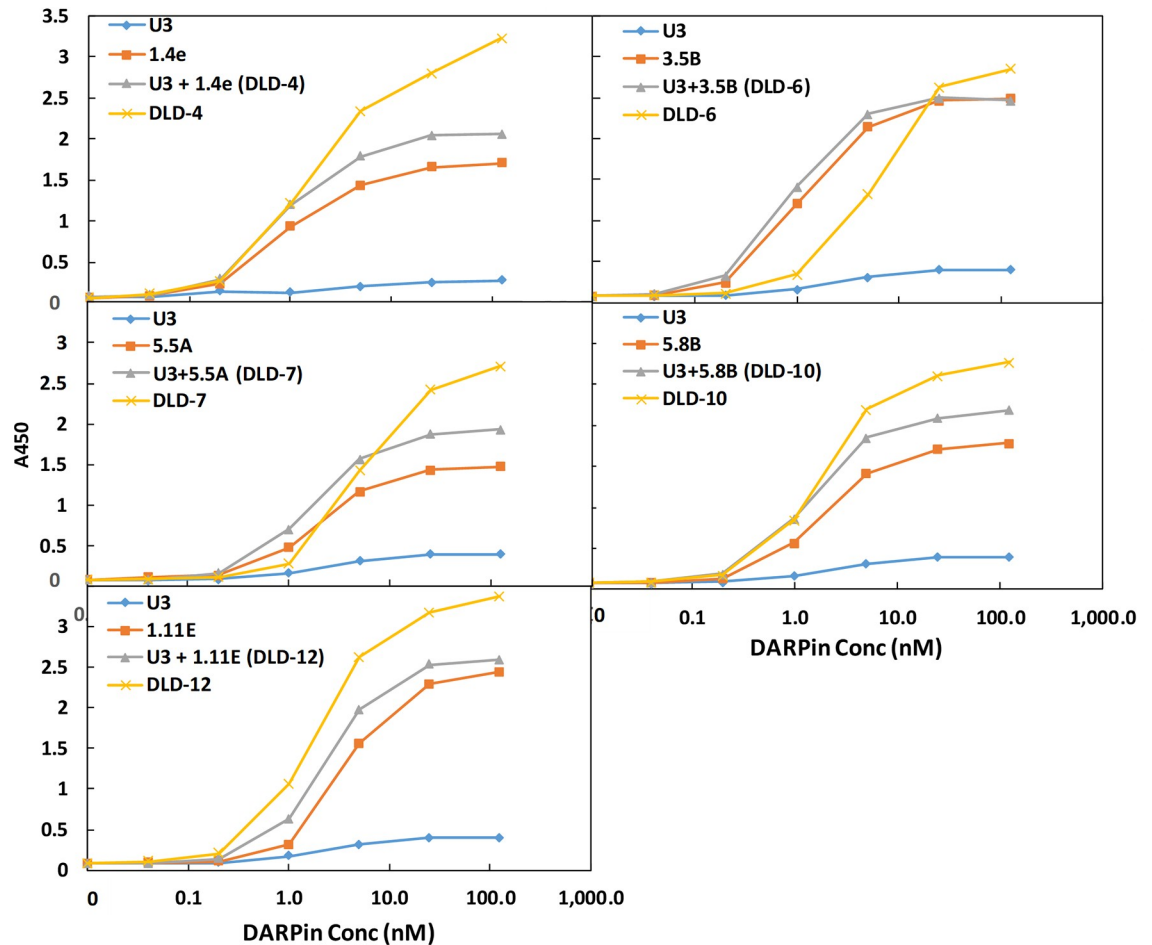 3.5
3
2.5
2
1.5
1
0.5
0
U3
1.4e
U3 + 1.4e (DLD-4)
DLD-4
U3
3.5B
U3+3.5B (DLD-6)
DLD-6
A450
3
2.5
2
1.5
1
0.5
0
U3
5.5A
U3+5.5A (DLD-7)
DLD-7
U3
5.8B
U3+5.8B (DLD-10)
DLD-10
0.1
1.0
10.0
100.0
1,000.0
DARPin Conc (nM)
3
2.5
2
1.5
1
0.5
0
U3
1.11E
U3 + 1.11E (DLD-12)
DLD-12
0
0.1
1.0
10.0
100.0
1,000.0
DARPin Conc (nM)